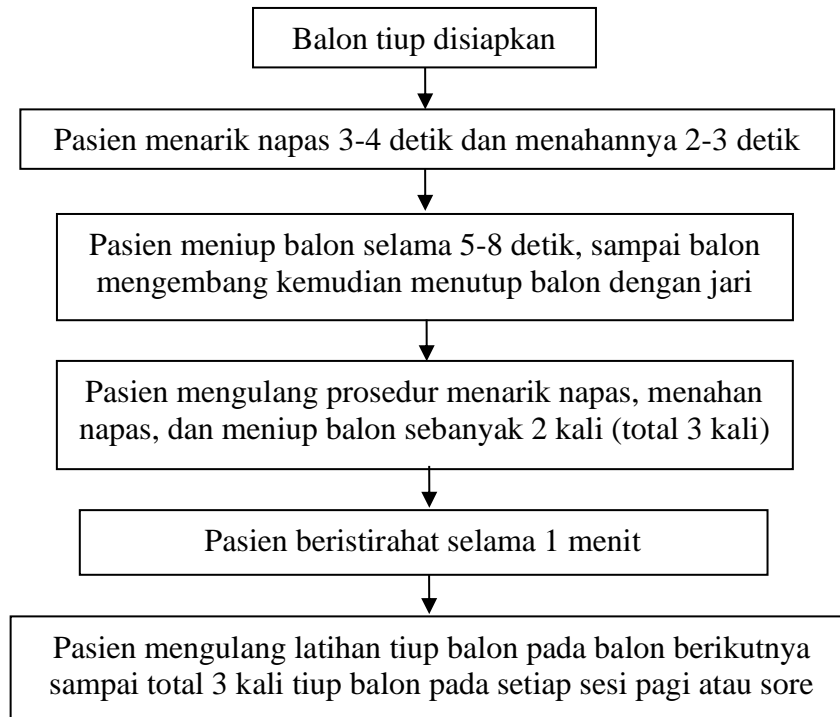 Balon tiup disiapkan
Pasien menarik napas 3-4 detik dan menahannya 2-3 detik
Pasien meniup balon selama 5-8 detik, sampai balon
mengembang kemudian menutup balon dengan jari
Pasien mengulang prosedur menarik napas, menahan
napas, dan meniup balon sebanyak 2 kali (total 3 kali)
Pasien beristirahat selama 1 menit
Pasien mengulang latihan tiup balon pada balon berikutnya
sampai total 3 kali tiup balon pada setiap sesi pagi atau sore